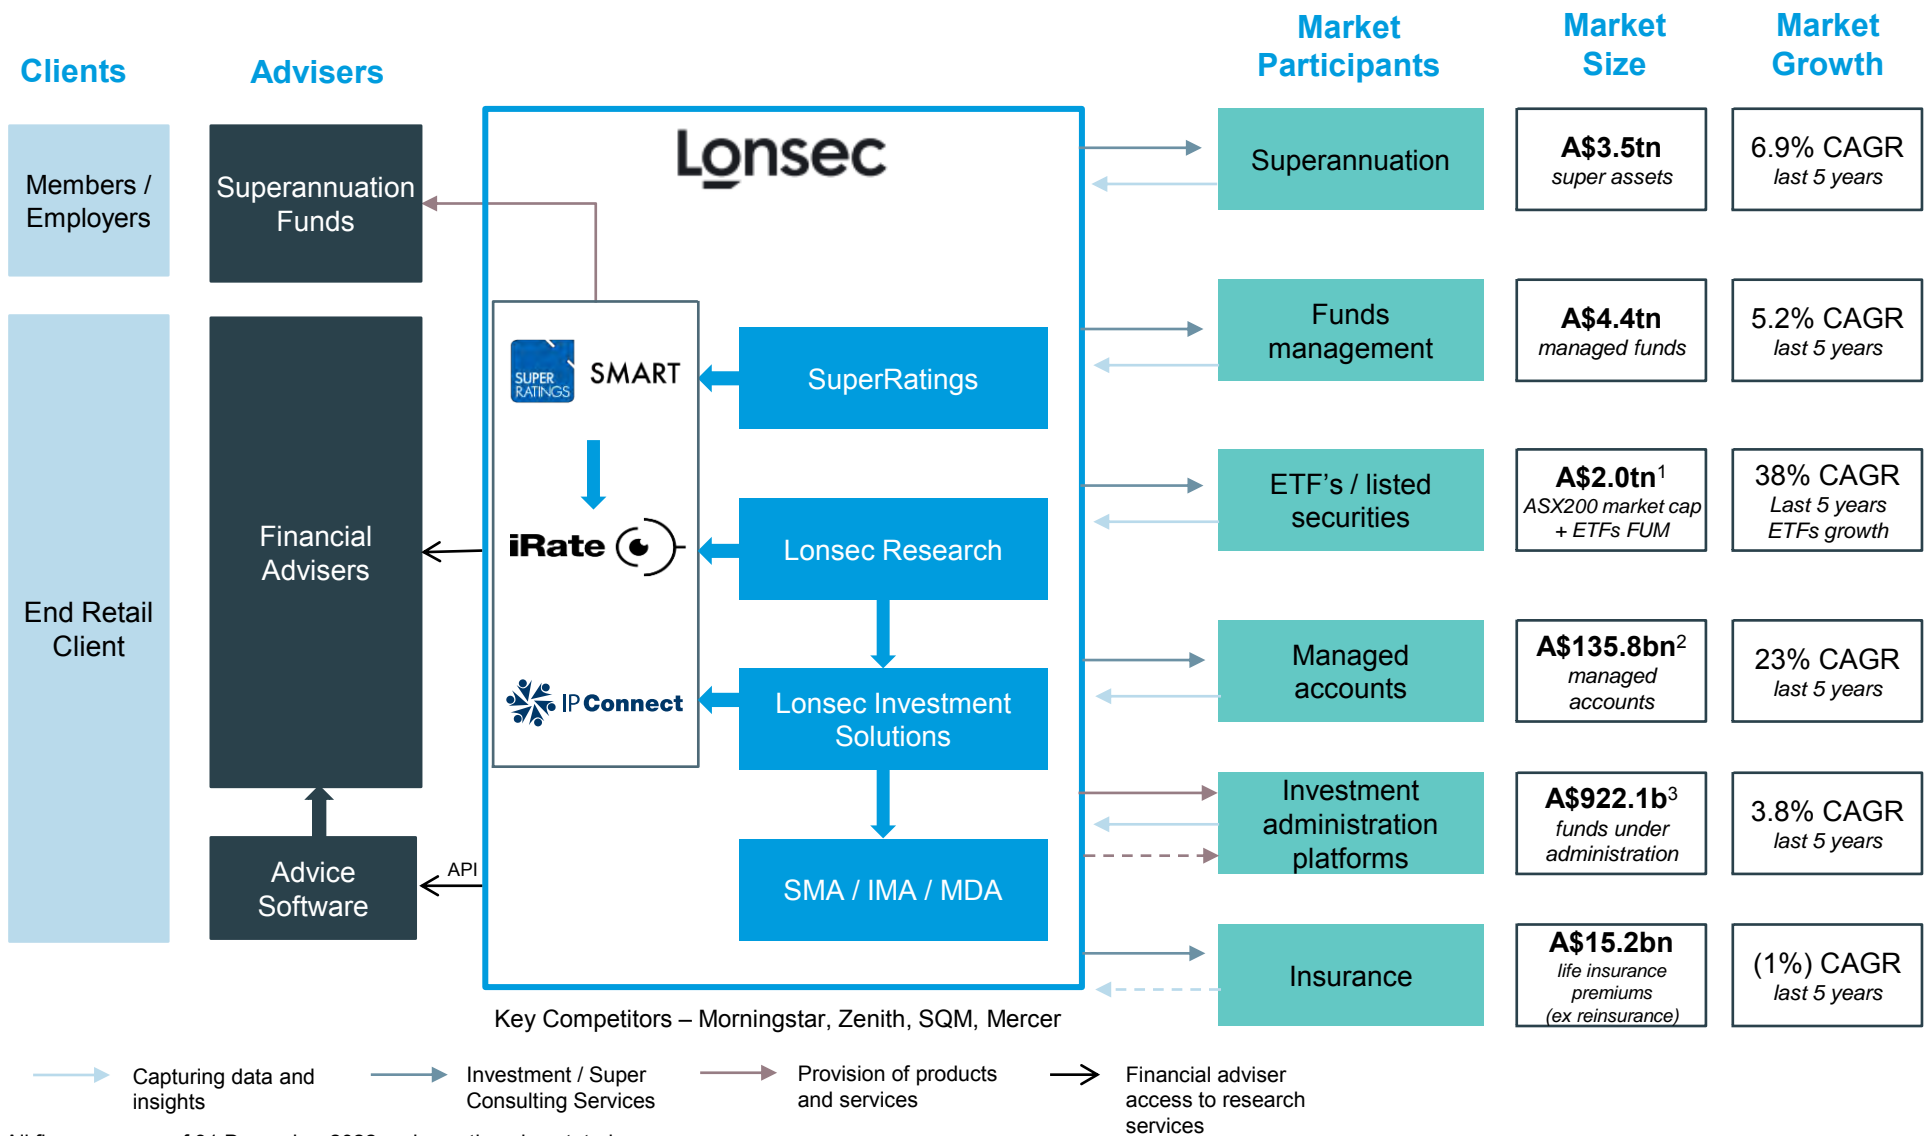 Clients
Advisers
Market
Participants
Market
Size
Market
Growth
Members /
Employers
Superannuation
Funds
Lonsec
Superannuation
A$3.5tn
super assets
6.9% CAGR
last 5 years
Funds
management
A$4.4tn
managed funds
5.2% CAGR
last 5 years
SUPER
RATINGS
SMART
SuperRatings
ETF's / listed
securities
A$2.0tn1
ASX200 market cap
+ ETFs FUM
38% CAGR
Last 5 years
ETFs growth
Financial
Advisers
iRate
Lonsec Research
End Retail
Client
IP Connect
Lonsec Investment
Solutions
Managed
accounts
A$135.8bn2
managed
accounts
23% CAGR
last 5 years
Investment
administration
platforms
A$922.1b3
funds under
administration
3.8% CAGR
last 5 years
Advice
Software
API
SMA / IMA / MDA
Insurance
A$15.2bn
life insurance
premiums
(ex reinsurance)
(1%) CAGR
last 5 years
Key Competitors – Morningstar, Zenith, SQM, Mercer
Capturing data and
insights
Investment / Super
Consulting Services
Provision of products
and services
Financial adviser
access to research
services